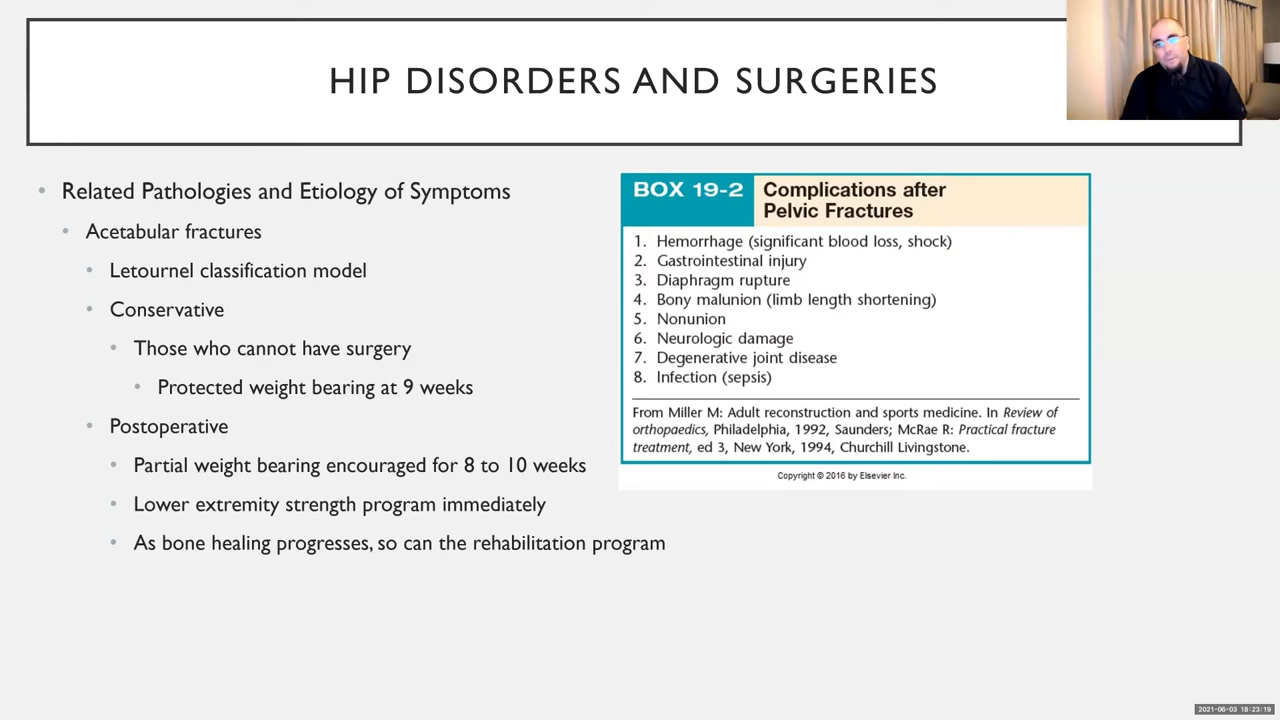 HIP DISORDERS AND SURGERIES
Related Pathologies and Etiology of Symptoms
Acetabular fractures
Letournel classification model
Conservative
Those who cannot have surgery
Protected weight bearing at 9 weeks
Postoperative
Partial weight bearing encouraged for 8 to 10 weeks
Lower extremity strength program immediately
As bone healing progresses, so can the rehabilitation program
BOX 19-2 Complications after
Pelvic Fractures
1. Hemorrhage (significant blood loss, shock)
2. Gastrointestinal injury
3. Diaphragm rupture
4. Bony malunion (limb length shortening)
5. Nonunion
6. Neurologic damage
7. Degenerative joint disease
8. Infection (sepsis)
From Miller M: Adult reconstruction and sports medicine. In Review of
orthopaedics, Philadelphia, 1992, Saunders; McRae R: Practical fracture
treatment, ed 3, New York, 1994, Churchill Livingstone.
Copyright © 2016 by Elsevier Inc.
2021-06-03 18:23:19